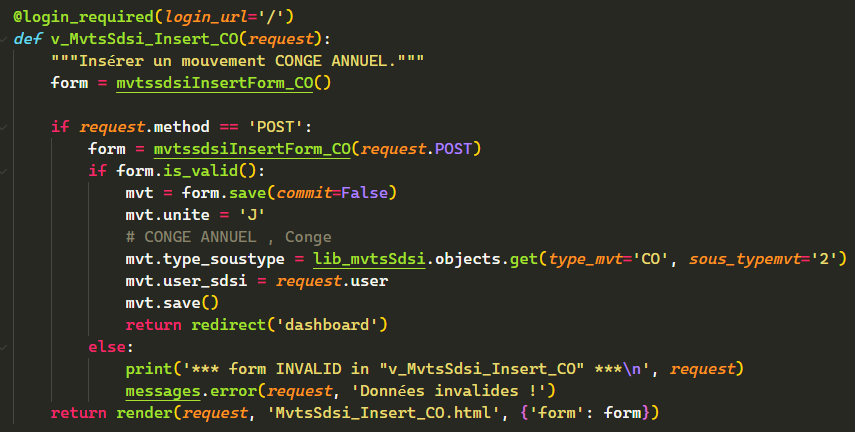 @login_required(login_url='/')
def v_MvtsSdsi_Insert_CO(request):
    """Insérer un mouvement CONGE ANNUEL."""
    form = mvtssdsiInsertForm_CO()

    if request.method == 'POST':
        form = mvtssdsiInsertForm_CO(request.POST)
        if form.is_valid():
            mvt = form.save(commit=False)
            mvt.unite = 'J'
            # CONGE ANNUEL , Conge
            mvt.type_soustype = lib_mvtsSdsi.objects.get(type_mvt='CO', sous_typemvt='2')
            mvt.user_sdsi = request.user
            mvt.save()
            return redirect('dashboard')
        else:
            print('*** form INVALID in "v_MvtsSdsi_Insert_CO" ***\n', request)
            messages.error(request, 'Données invalides !')
    return render(request, 'MvtsSdsi_Insert_CO.html', {'form': form})